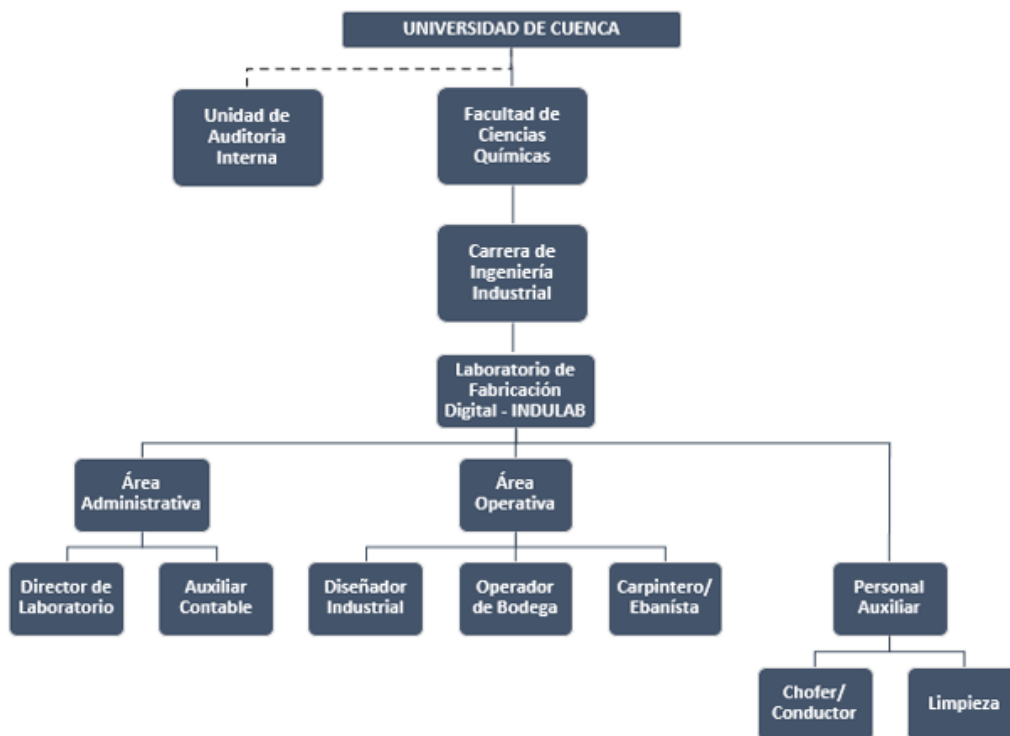 UNIVERSIDAD DE CUENCA
Unidad de
Auditoria
Interna
Facultad de
Ciencias
Químicas
Carrera de
Ingeniería
Industrial
Laboratorio de
Fabricación
Digital - INDULAB
Área
Administrativa
Área
Operativa
Director de
Laboratorio
Auxiliar
Contable
Diseñador
Industrial
Operador
de Bodega
Carpintero/
Ebanísta
Personal
Auxiliar
Chofer/
Conductor
Limpieza